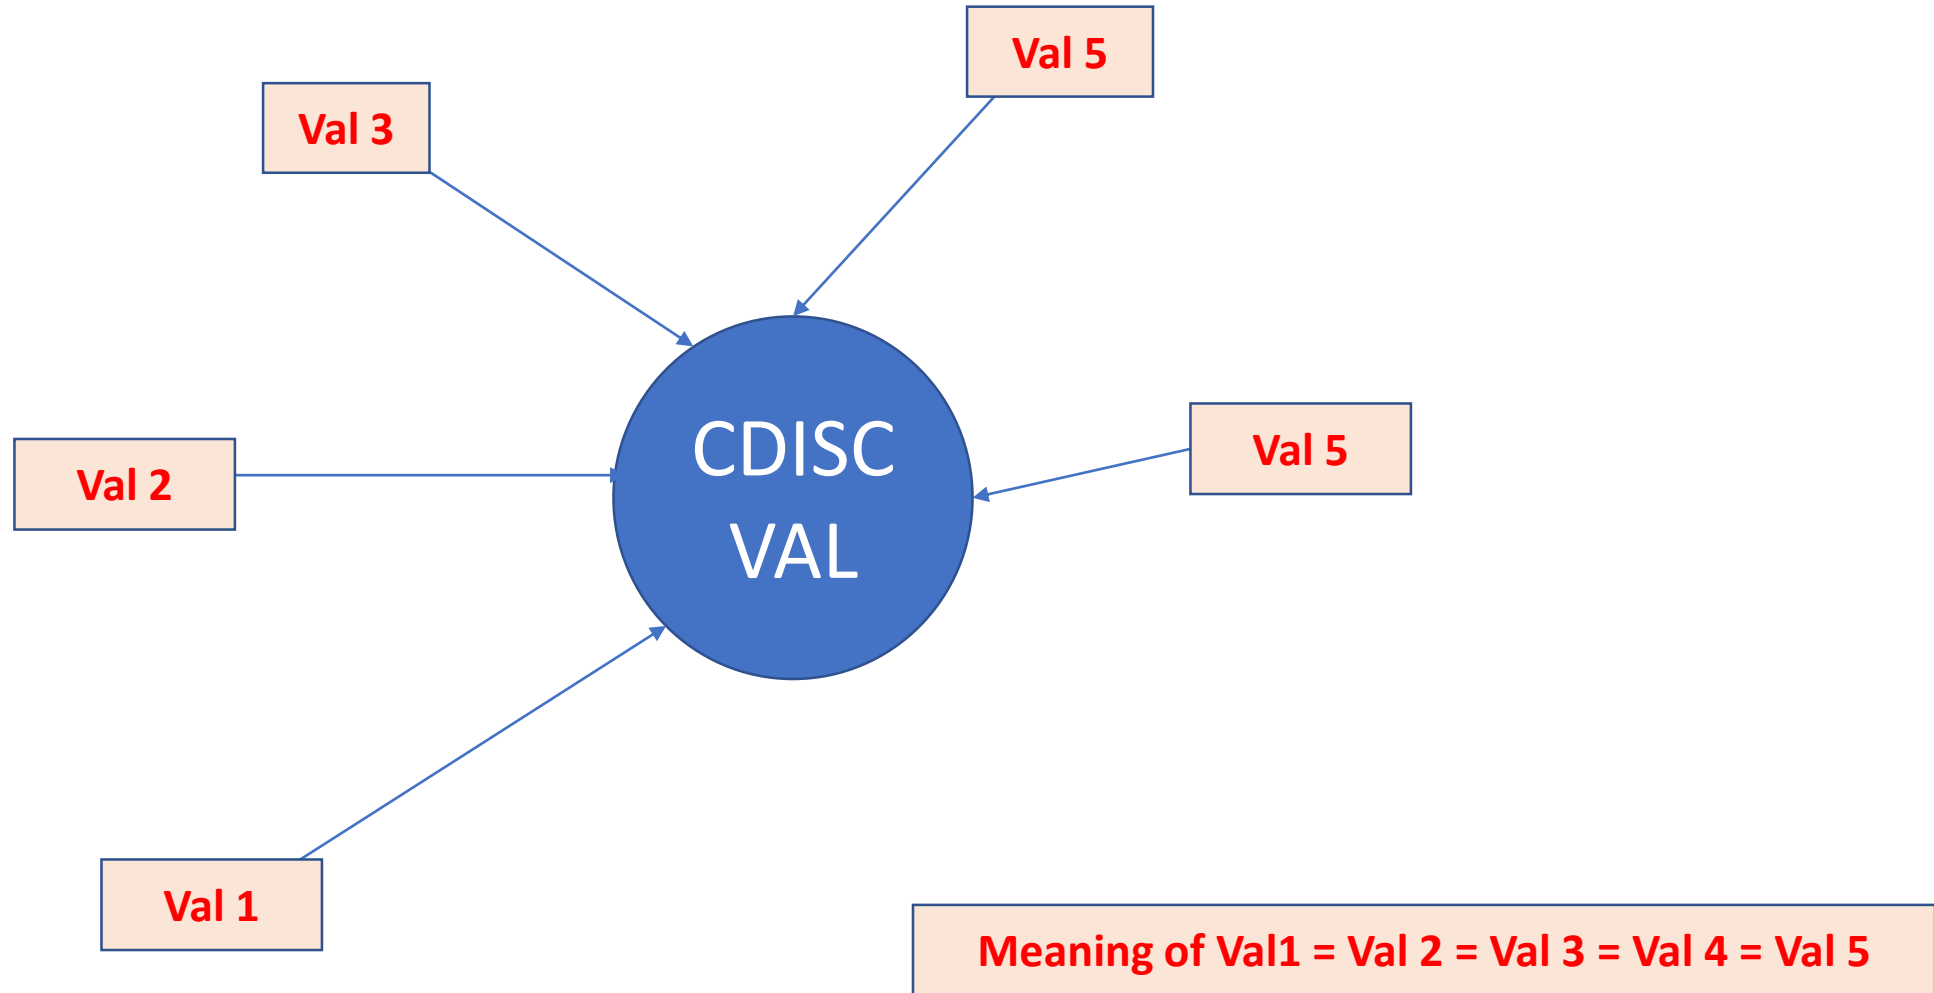 Val 5
Val 3
CDISC
VAL
Val 5
Val 2
Val 1
Meaning of Val1 = Val 2 = Val 3 = Val 4 = Val 5